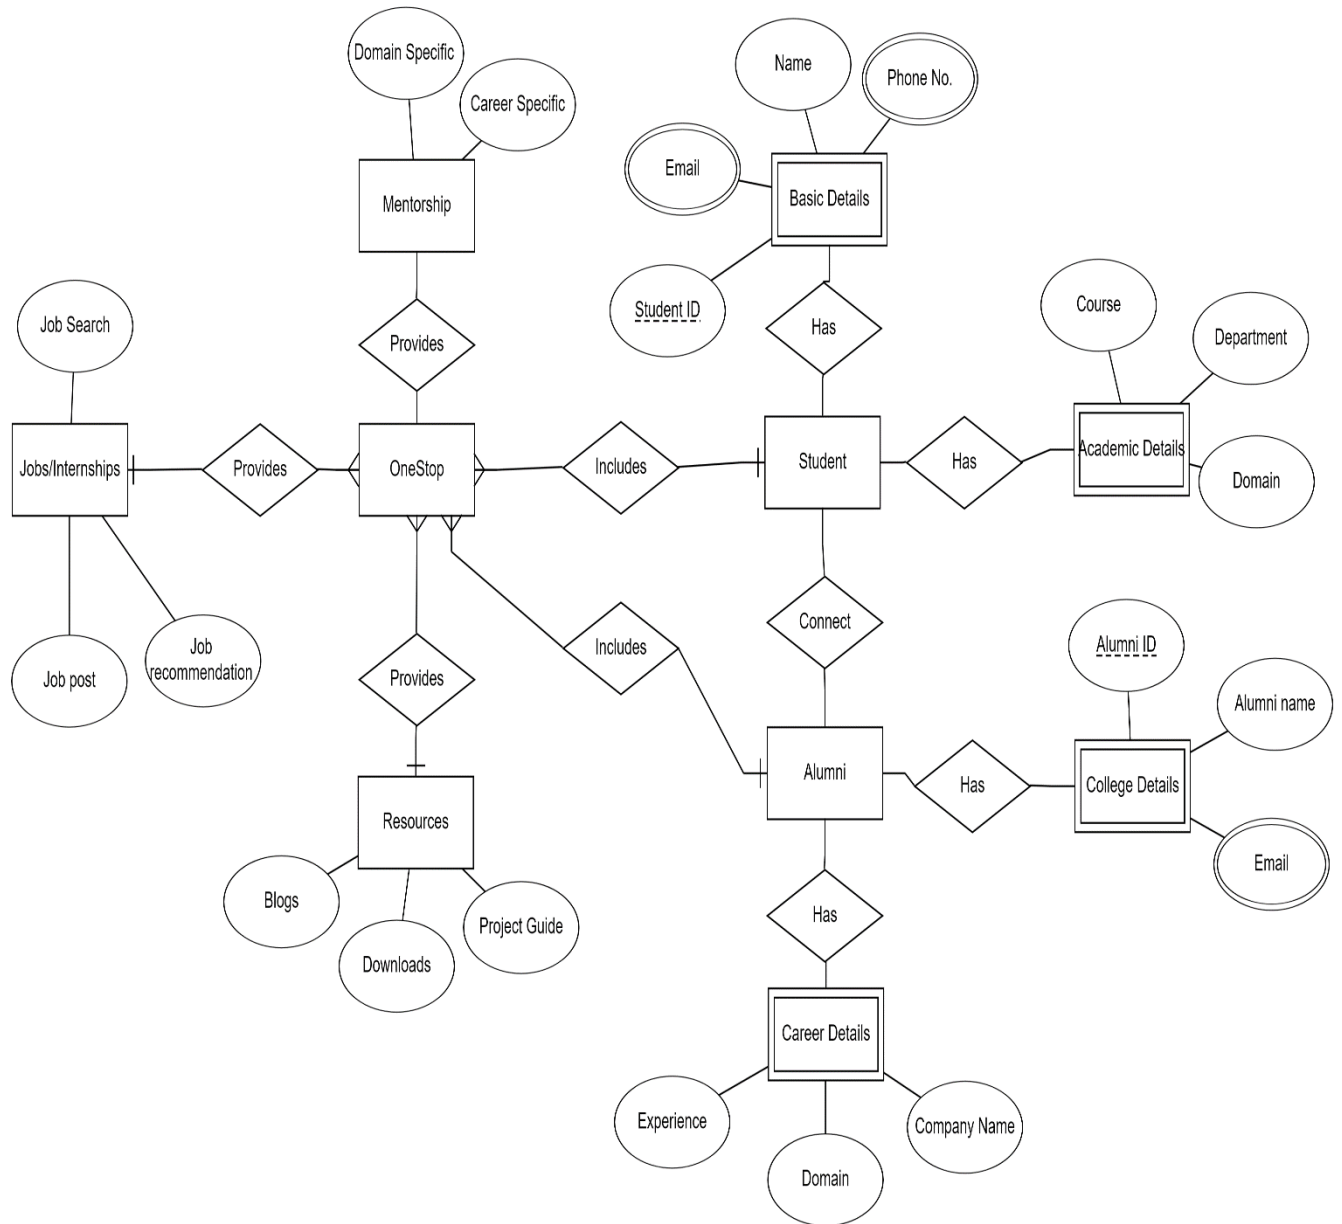 Domain Specific
Career Specific
Mentorship
Provides
Name
Phone No.
Email
Basic Details
Student ID
Has
Job Search
Jobs/Internships
Provides
OneStop
Includes
Student
Has
Course
Department
Academic Details
Domain
Job post
Job
recommendation
Provides
Includes
Connect
Alumni ID
Alumni name
Alumni
Has
College Details
Email
Resources
Blogs
Downloads
Project Guide
Has
Career Details
Experience
Domain
Company Name